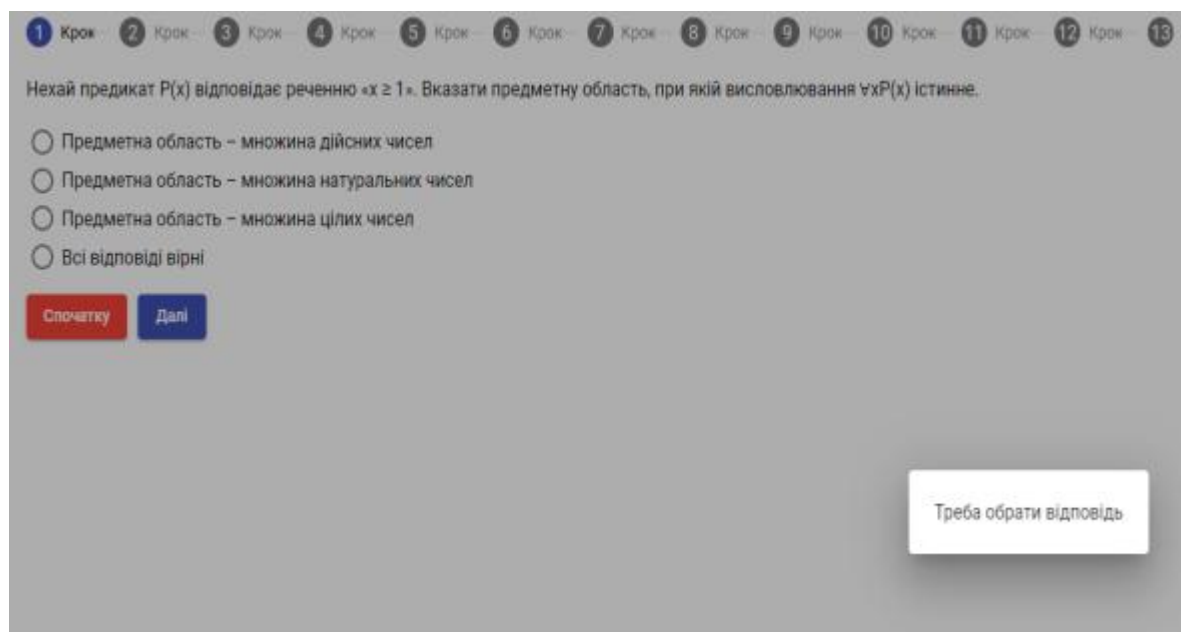 1 Крок 2 Крок 3 Крок 4 Крок 5 Крок 6 Крок 7 Крок 8 Крок 9 Крок 10 Крок 11 Крок 12 Крок 13
Нехай предикат P(x) відповідає реченню «x ≥ 1». Вказати предметну область, при якій висловлювання ∀xP(x) істинне.
Предметна область – множина дійсних чисел
Предметна область – множина натуральних чисел
Предметна область – множина цілих чисел
Всі відповіді вірні
Спочатку Далі
Треба обрати відповідь